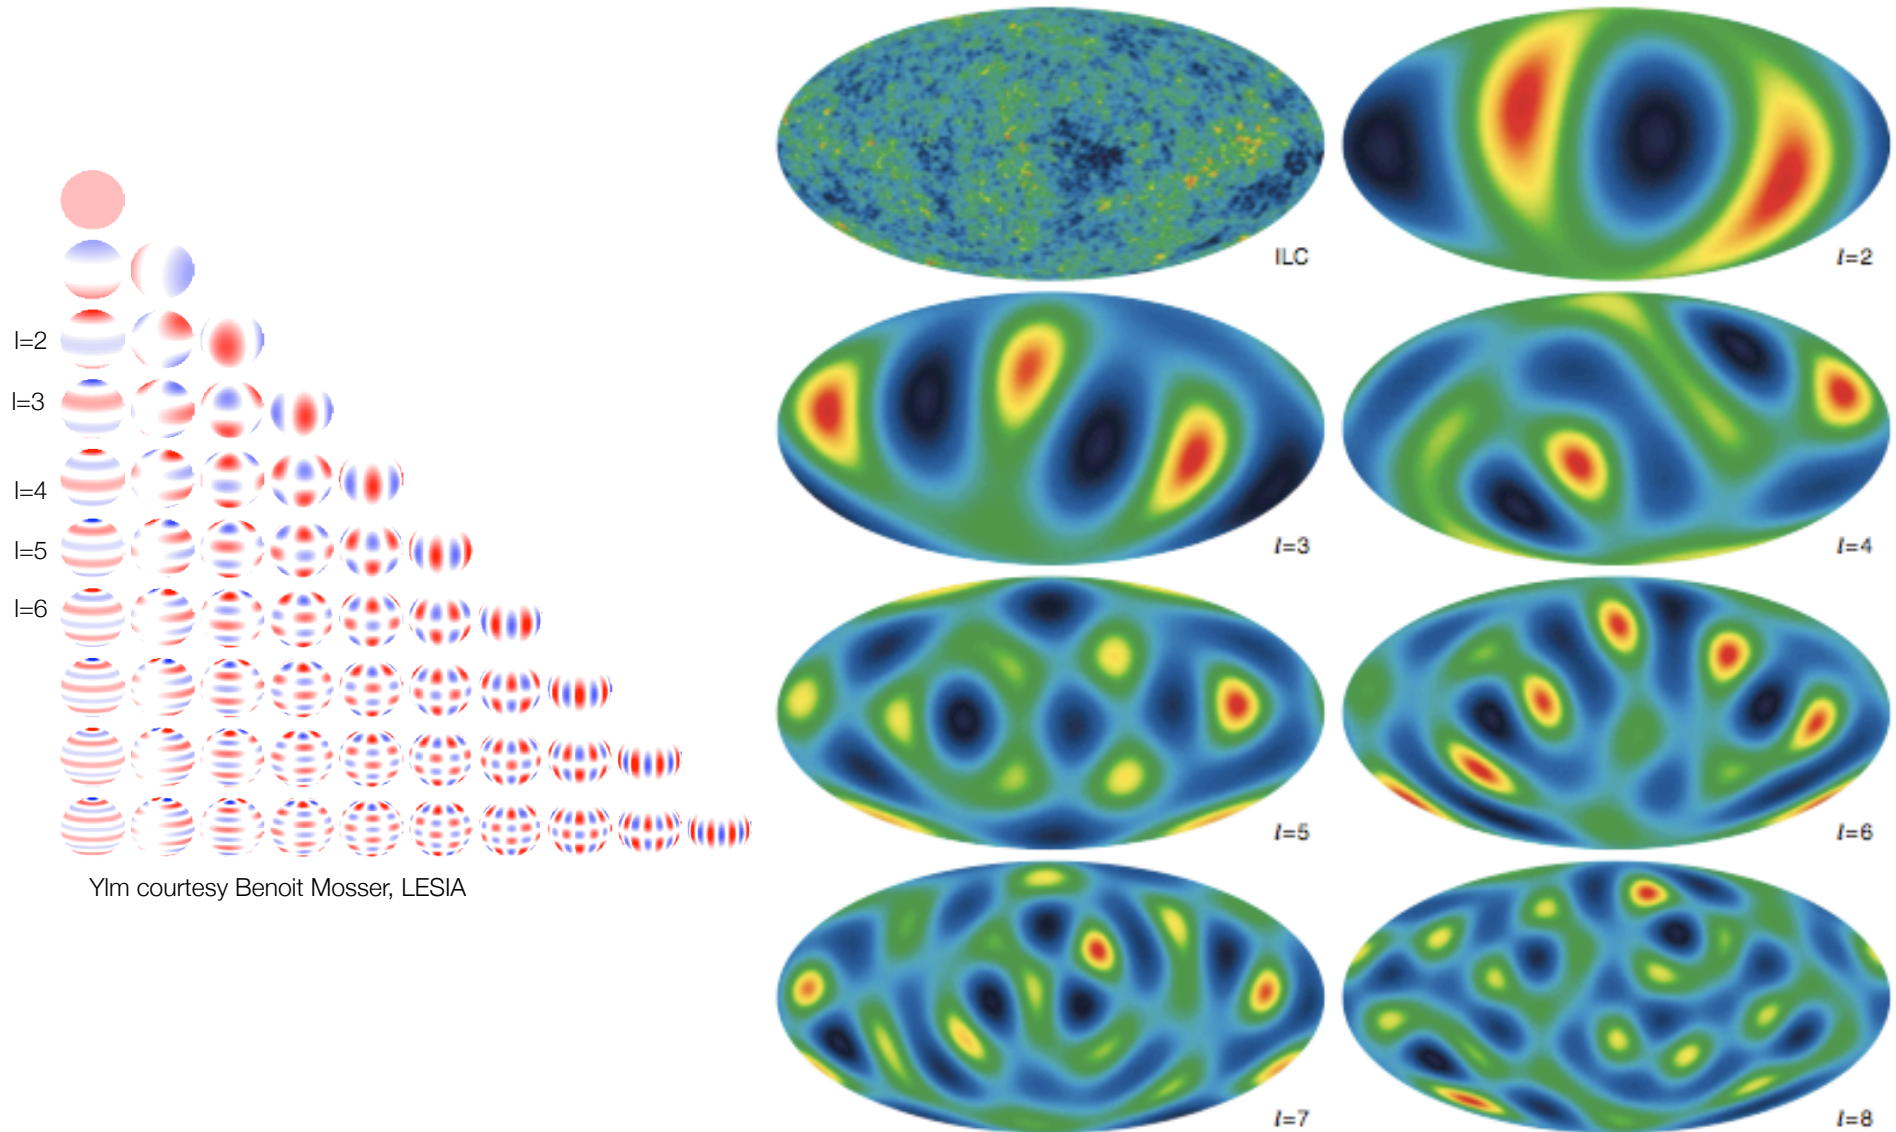 l=2
l=3
l=4
l=5
l=6
Ylm courtesy Benoit Mosser, LESIA
ILC
l=2
l=3
l=4
l=5
l=6
l=7
l=8